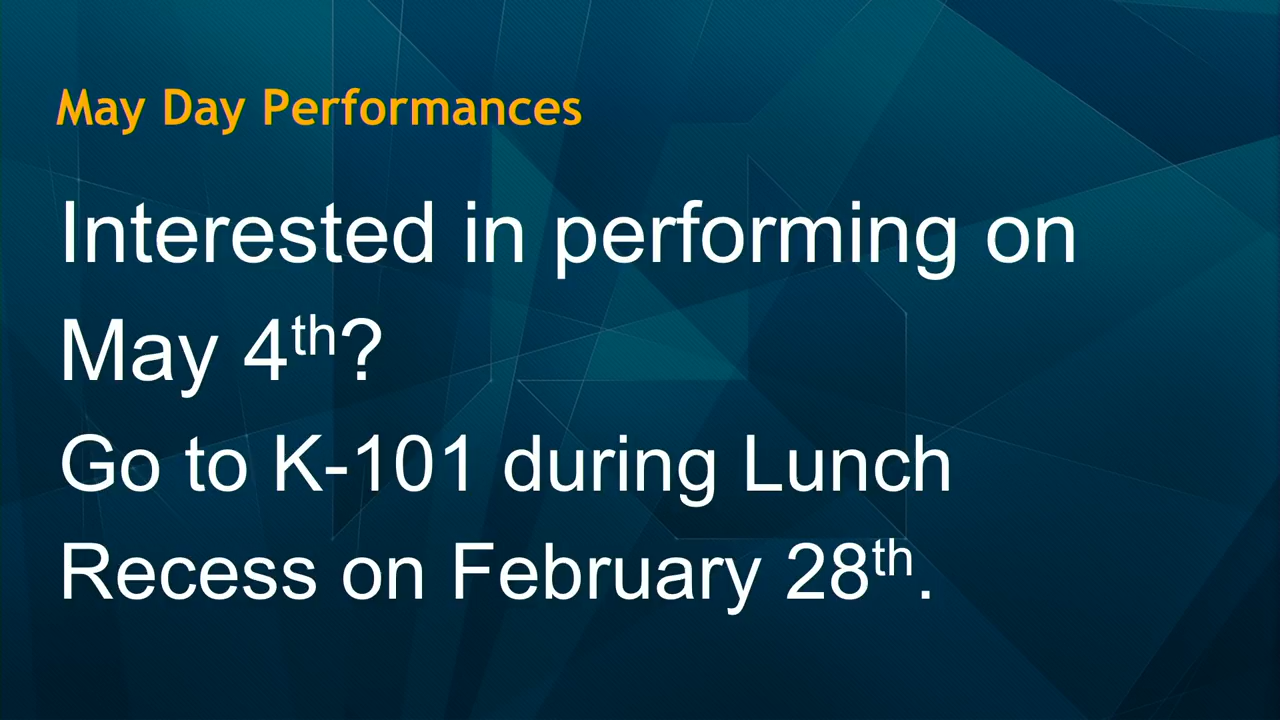 May Day Performances
Interested in performing on
May 4th?
Go to K-101 during Lunch
Recess on February 28th.